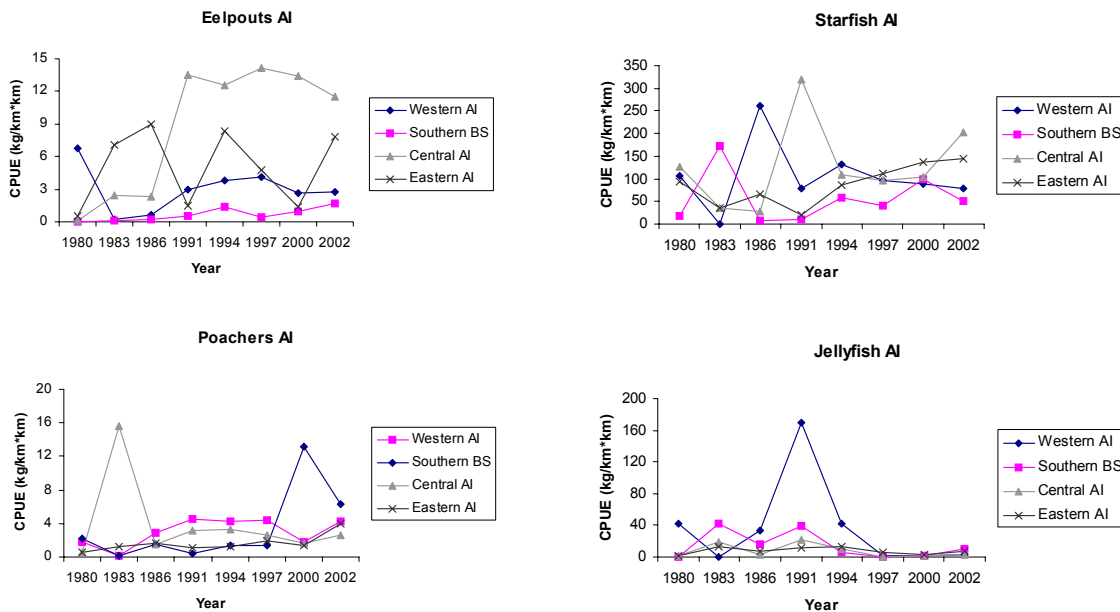 Eelpouts AI
CPUE (kg/km*km)
15
12
9
6
3
0
1980 1983 1986 1991 1994 1997 2000 2002
Year
Western AI
Southern BS
Central AI
Eastern AI
Starfish AI
CPUE (kg/km*km)
350
300
250
200
150
100
50
0
1980 1983 1986 1991 1994 1997 2000 2002
Year
Western AI
Southern BS
Central AI
Eastern AI
Poachers AI
CPUE (kg/km*km)
20
16
12
8
4
0
1980 1983 1986 1991 1994 1997 2000 2002
Year
Western AI
Southern BS
Central AI
Eastern AI
Jellyfish AI
CPUE (kg/km*km)
200
160
120
80
40
0
1980 1983 1986 1991 1994 1997 2000 2002
Year
Western AI
Southern BS
Central AI
Eastern AI